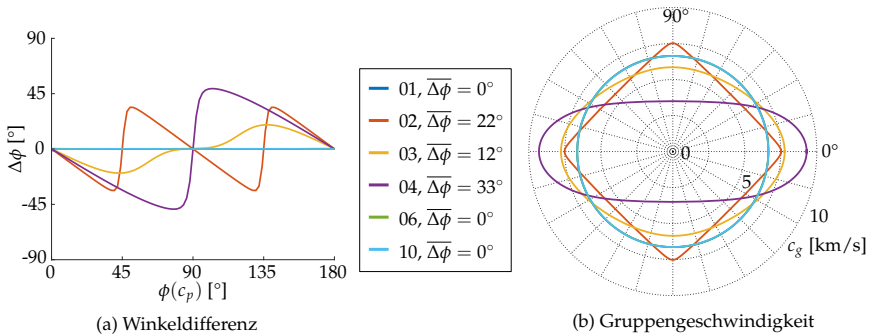 90
45
0
-45
-90
Δϕ [°]
0
45
90
135
180
ϕ(c_p) [°]
(a) Winkeldifferenz
01, \overline{Δϕ} = 0°
02, \overline{Δϕ} = 22°
03, \overline{Δϕ} = 12°
04, \overline{Δϕ} = 33°
06, \overline{Δϕ} = 0°
10, \overline{Δϕ} = 0°
90°
0°
0
5
10
c_g [km/s]
(b) Gruppengeschwindigkeit